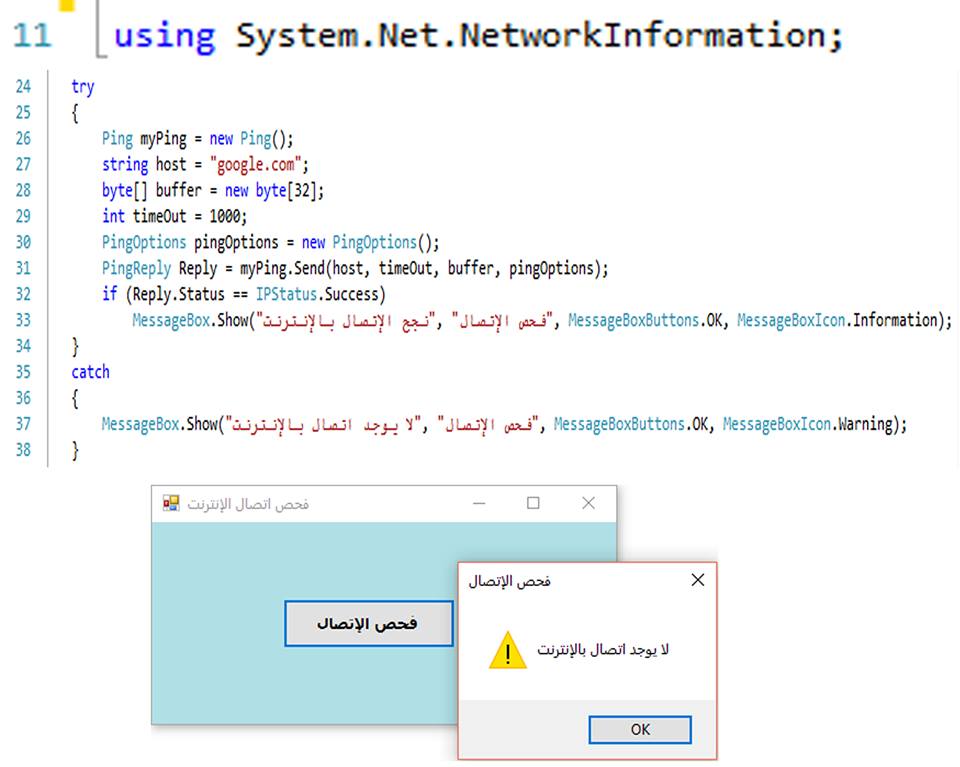 11 using System.Net.NetworkInformation;
24 try
25 {
26 Ping myPing = new Ping();
27 string host = "google.com";
28 byte[] buffer = new byte[32];
29 int timeOut = 1000;
30 PingOptions pingOptions = new PingOptions();
31 PingReply Reply = myPing.Send(host, timeOut, buffer, pingOptions);
32 if (Reply.Status == IPStatus.Success)
33 MessageBox.Show("نجح الإتصال بالإنترنت", "فحص الإتصال", MessageBoxButtons.OK, MessageBoxIcon.Information);
34 }
35 catch
36 {
37 MessageBox.Show("لا يوجد اتصال بالإنترنت", "فحص الإتصال", MessageBoxButtons.OK, MessageBoxIcon.Warning);
38 }
فحص اتصال الإنترنت
فحص الإتصال
فحص الإتصال
لا يوجد اتصال بالإنترنت
OK